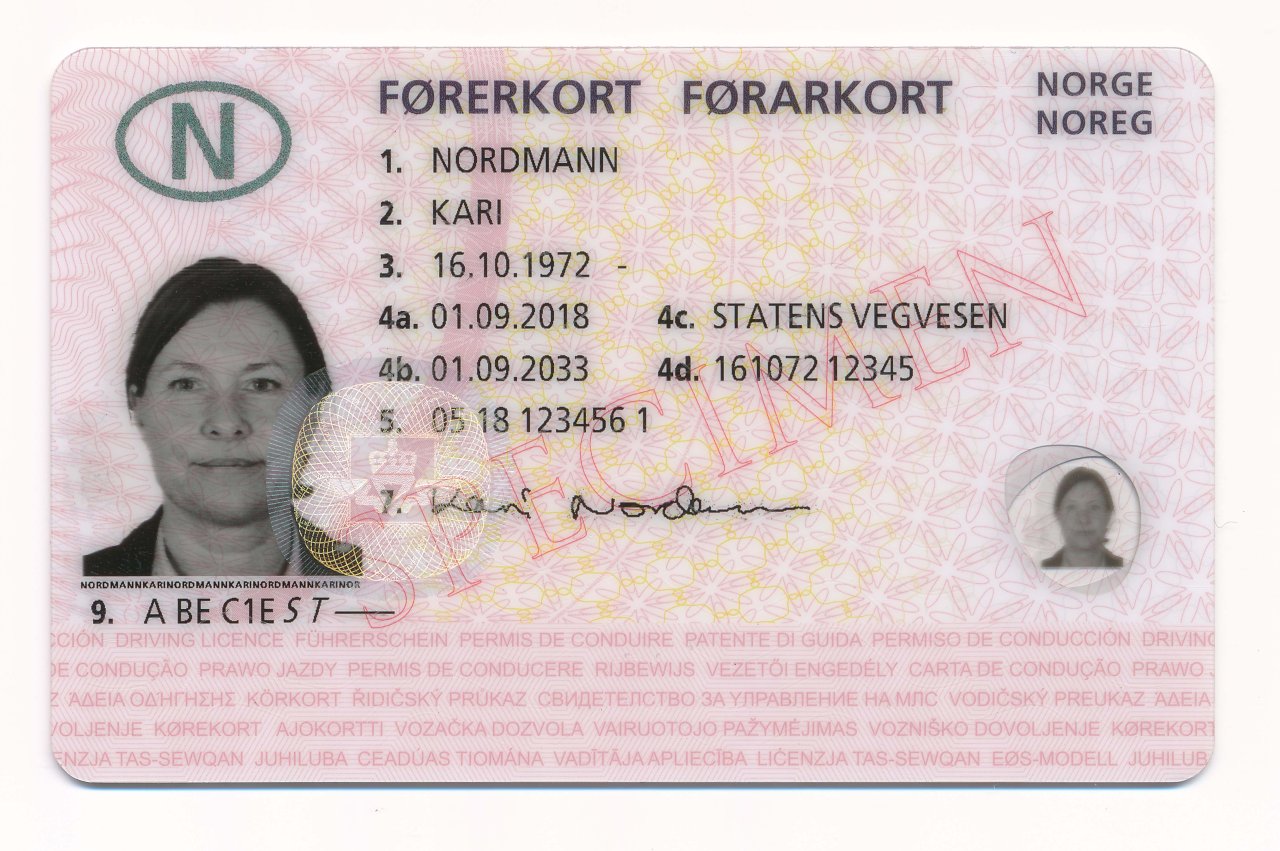 N
FØRERKORT FØRARKORT
NORGE
NOREG
1. NORDMANN
2. KARI
3. 16.10.1972 -
4a. 01.09.2018 4c. STATENS VEGVESEN
4b. 01.09.2033 4d. 161072 12345
5. 05 18 123456 1
7. Kari Nordmann
SPECIMEN
NORDMANNKARINORDMANNKARINORDMANNKARINOR
9. A BE C1E S T
CCIÓN DRIVING LICENCE FÜHRERSCHEIN PERMIS DE CONDUIRE PATENTE DI GUIDA PERMISO DE CONDUCCIÓN DRIVING
DE CONDUÇÃO PRAWO JAZDY PERMIS DE CONDUCERE RIJBEWIJS VEZETŐI ENGEDÉLY CARTA DE CONDUÇÃO PRAWO J
Z ΆΔΕΙΑ ΟΔΉΓΗΣΗΣ KÖRKORT ŘIDIČSKÝ PRÚKAZ СВИДЕТЕЛСТВО ЗА УЛРАВЛЕНИЕ НА МЛС VODIČSKÝ PREUKAZ ΆΔΕΙΑ
VOLJENJE KØREKORT AJOKORTTI VOZAČKA DOZVOLA VAIRUOTOJO PAŽYMĖJIMAS VOZNIŠKO DOVOLJENJE KØREKORT
ENZJA TAS-SEWQAN JUHILUBA CEADÚAS TIOMÁNA VADĪTĀJA APLIECĪBA LIĊENZJA TAS-SEWQAN EØS-MODELL JUHILUB